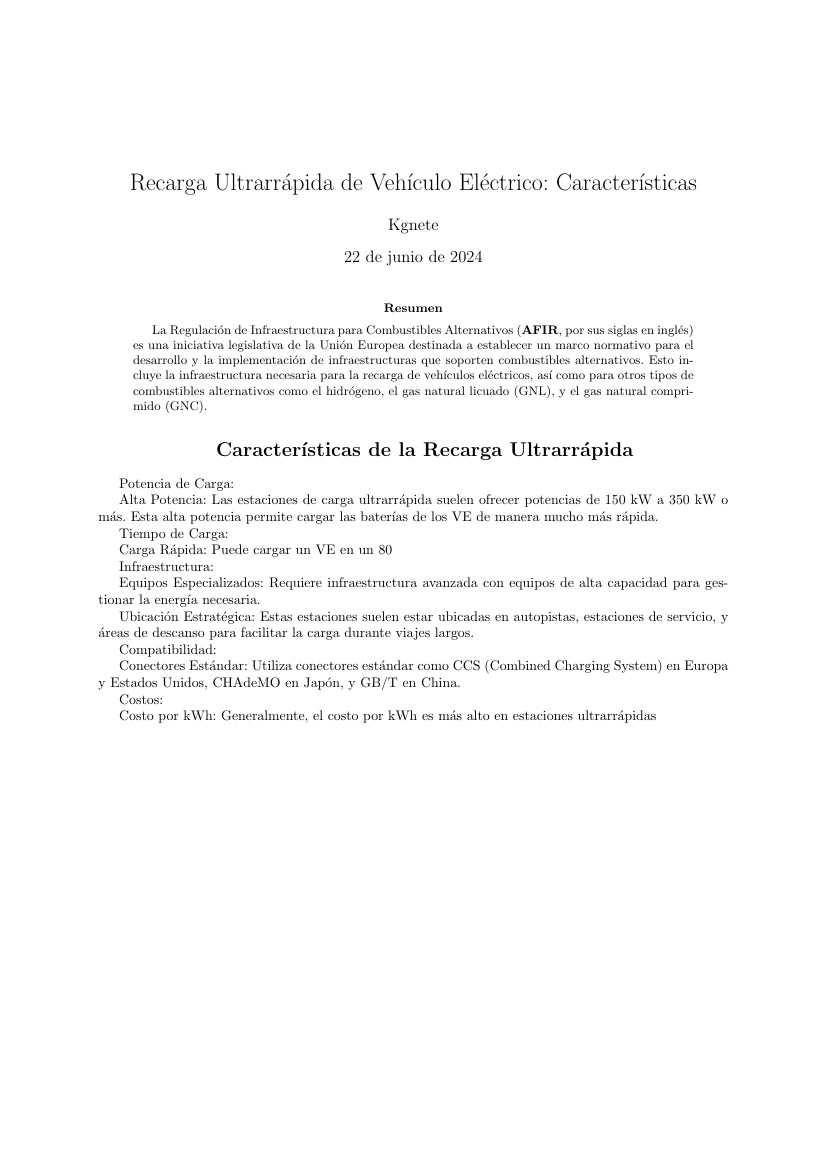 Recarga Ultrarrápida de Vehículo Eléctrico: Características
Kgnete
22 de junio de 2024
Resumen
La Regulación de Infraestructura para Combustibles Alternativos (AFIR, por sus siglas en inglés)
es una iniciativa legislativa de la Unión Europea destinada a establecer un marco normativo para el
desarrollo y la implementación de infraestructuras que soporten combustibles alternativos. Esto in-
cluye la infraestructura necesaria para la recarga de vehículos eléctricos, así como para otros tipos de
combustibles alternativos como el hidrógeno, el gas natural licuado (GNL), y el gas natural compri-
mido (GNC).
Características de la Recarga Ultrarrápida
Potencia de Carga:
Alta Potencia: Las estaciones de carga ultrarrápida suelen ofrecer potencias de 150 kW a 350 kW o
más. Esta alta potencia permite cargar las baterías de los VE de manera mucho más rápida.
Tiempo de Carga:
Carga Rápida: Puede cargar un VE en un 80
Infraestructura:
Equipos Especializados: Requiere infraestructura avanzada con equipos de alta capacidad para ges-
tionar la energía necesaria.
Ubicación Estratégica: Estas estaciones suelen estar ubicadas en autopistas, estaciones de servicio, y
áreas de descanso para facilitar la carga durante viajes largos.
Compatibilidad:
Conectores Estándar: Utiliza conectores estándar como CCS (Combined Charging System) en Europa
y Estados Unidos, CHAdeMO en Japón, y GB/T en China.
Costos:
Costo por kWh: Generalmente, el costo por kWh es más alto en estaciones ultrarrápidas